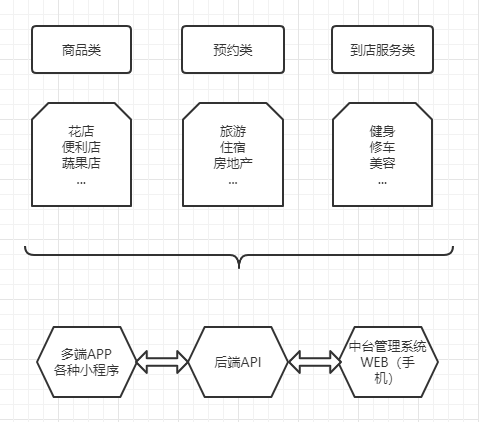 商品类
预约类
到店服务类
花店
便利店
蔬果店
...
旅游
住宿
房地产
...
健身
修车
美容
...
多端APP
各种小程序
后端API
中台管理系统
WEB（手
机）